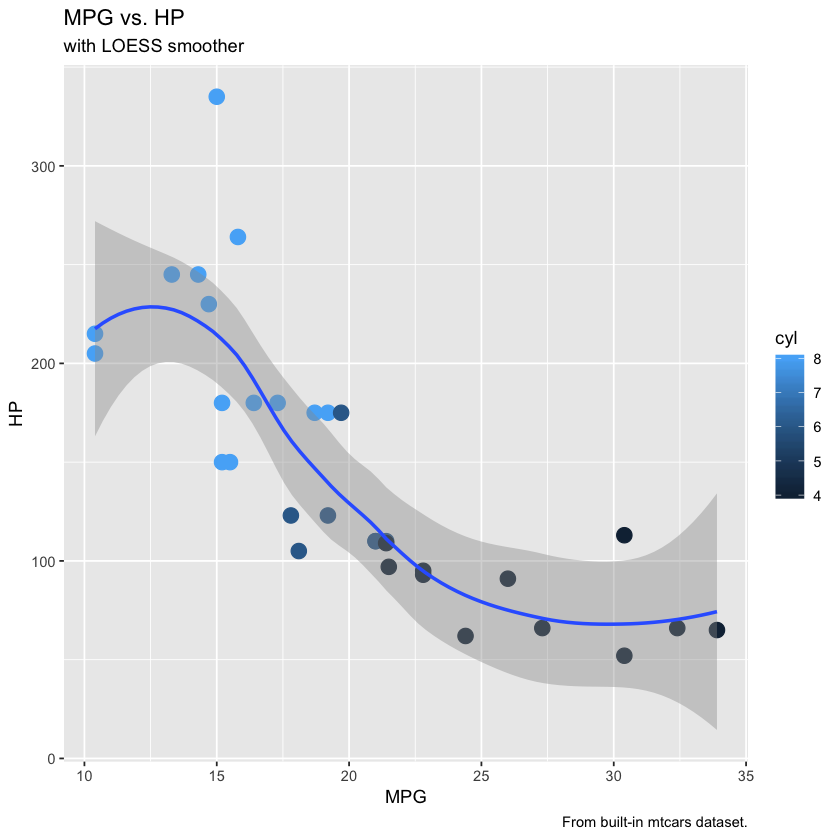 MPG vs. HP
with LOESS smoother
300
200
100
0
HP
10 15 20 25 30 35
MPG
cyl
8
7
6
5
4
From built-in mtcars dataset.